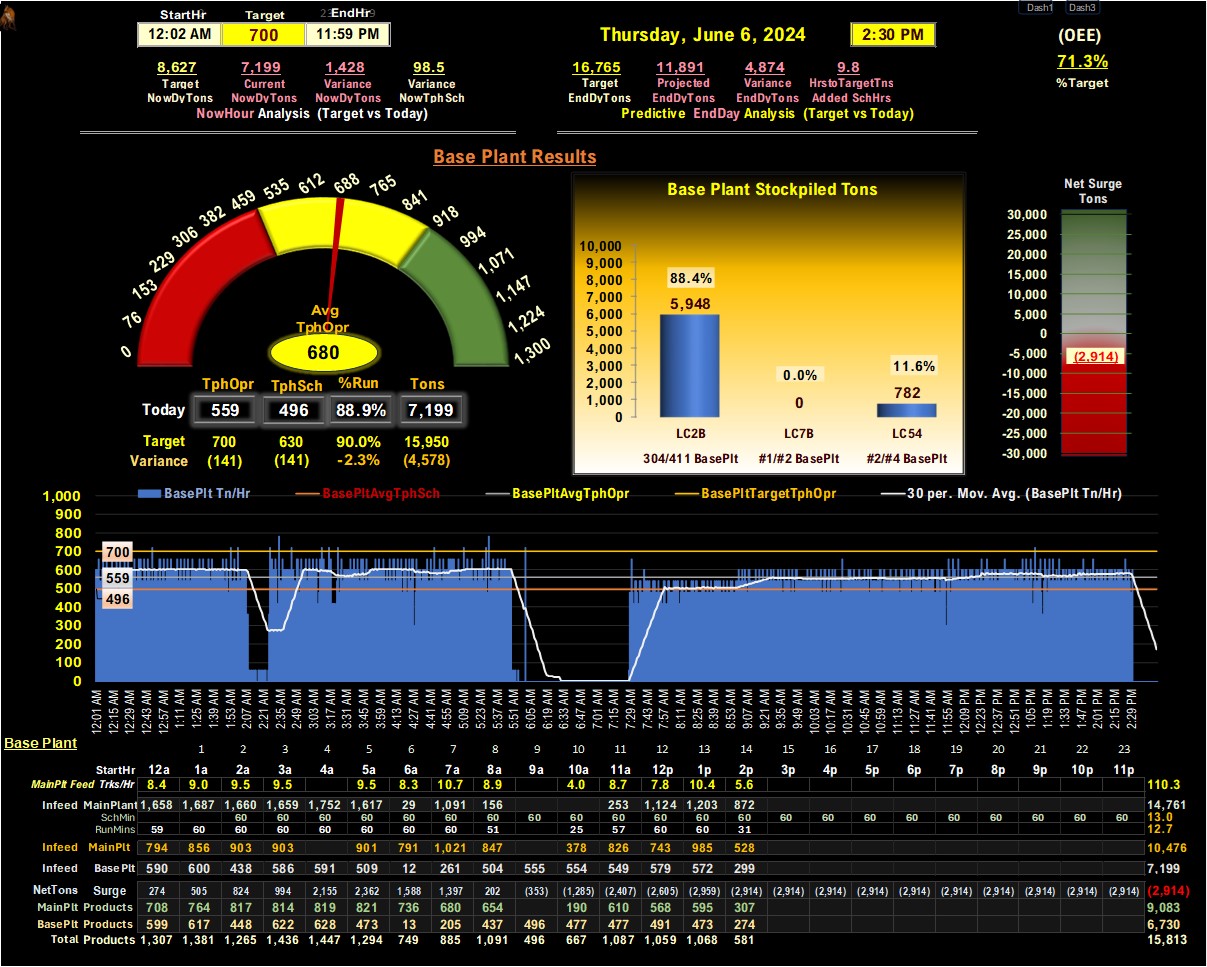 Dash1 Dash3
StartHr Target EndHr
12:02 AM 700 11:59 PM
Thursday, June 6, 2024 2:30 PM
(OEE)
71.3%
%Target
8,627 7,199 1,428 98.5
Target Current Variance Variance
NowDyTons NowDyTons NowDyTons NowTphSch
NowHour Analysis (Target vs Today)
16,765 11,891 4,874 9.8
Target Projected Variance HrstoTargetTns
EndDyTons EndDyTons EndDyTons Added SchHrs
Predictive EndDay Analysis (Target vs Today)
Base Plant Results
0 76 153 229 306 382 459 535 612 688 765 841 918 994 1,071 1,147 1,224 1,300
Avg
TphOpr
680
TphOpr TphSch %Run Tons
Today 559 496 88.9% 7,199
Target 700 630 90.0% 15,950
Variance (141) (141) -2.3% (4,578)
Base Plant Stockpiled Tons
10,000
9,000
8,000
7,000
6,000
5,000
4,000
3,000
2,000
1,000
0
88.4%
5,948
0.0%
0
11.6%
782
LC2B LC7B LC54
304/411 BasePlt #1/#2 BasePlt #2/#4 BasePlt
Net Surge
Tons
30,000
25,000
20,000
15,000
10,000
5,000
0
-5,000
-10,000
-15,000
-20,000
-25,000
-30,000
(2,914)
BasePlt Tn/Hr BasePltAvgTphSch BasePltAvgTphOpr BasePltTargetTphOpr 30 per. Mov. Avg. (BasePlt Tn/Hr)
1,000
900
800
700
600
500
400
300
200
100
0
700
559
496
12:01 AM 12:15 AM 12:29 AM 12:43 AM 12:57 AM 1:11 AM 1:25 AM 1:39 AM 1:53 AM 2:07 AM 2:21 AM 2:35 AM 2:49 AM 3:03 AM 3:17 AM 3:31 AM 3:45 AM 3:59 AM 4:13 AM 4:27 AM 4:41 AM 4:55 AM 5:09 AM 5:23 AM 5:37 AM 5:51 AM 6:05 AM 6:19 AM 6:33 AM 6:47 AM 7:01 AM 7:15 AM 7:29 AM 7:43 AM 7:57 AM 8:11 AM 8:25 AM 8:39 AM 8:53 AM 9:07 AM 9:21 AM 9:35 AM 9:49 AM 10:03 AM 10:17 AM 10:31 AM 10:45 AM 10:59 AM 11:13 AM 11:27 AM 11:41 AM 11:55 AM 12:09 PM 12:23 PM 12:37 PM 12:51 PM 1:05 PM 1:19 PM 1:33 PM 1:47 PM 2:01 PM 2:15 PM 2:29 PM
Base Plant
1 2 3 4 5 6 7 8 9 10 11 12 13 14 15 16 17 18 19 20 21 22 23
StartHr 12a 1a 2a 3a 4a 5a 6a 7a 8a 9a 10a 11a 12p 1p 2p 3p 4p 5p 6p 7p 8p 9p 10p 11p
MainPlt Feed Trks/Hr 8.4 9.0 9.5 9.5 9.5 8.3 10.7 8.9 4.0 8.7 7.8 10.4 5.6 110.3
Infeed MainPlant 1,658 1,687 1,660 1,659 1,752 1,617 29 1,091 156 253 1,124 1,203 872 14,761
SchMin 60 60 60 60 60 60 60 60 60 60 60 60 60 60 60 60 60 60 60 60 60 60 13.0
RunMins 59 60 60 60 60 60 60 60 51 25 57 60 60 31 12.7
Infeed MainPlt 794 856 903 903 901 791 1,021 847 378 826 743 985 528 10,476
Infeed BasePlt 590 600 438 586 591 509 12 261 504 555 554 549 579 572 299 7,199
NetTons Surge 274 505 824 994 2,155 2,362 1,588 1,397 202 (353) (1,285) (2,407) (2,605) (2,959) (2,914) (2,914) (2,914) (2,914) (2,914) (2,914) (2,914) (2,914) (2,914) (2,914) (2,914)
MainPlt Products 708 764 817 814 819 821 736 680 654 190 610 568 595 307 9,083
BasePlt Products 599 617 448 622 628 473 13 205 437 496 477 477 491 473 274 6,730
Total Products 1,307 1,381 1,265 1,436 1,447 1,294 749 885 1,091 496 667 1,087 1,059 1,068 581 15,813